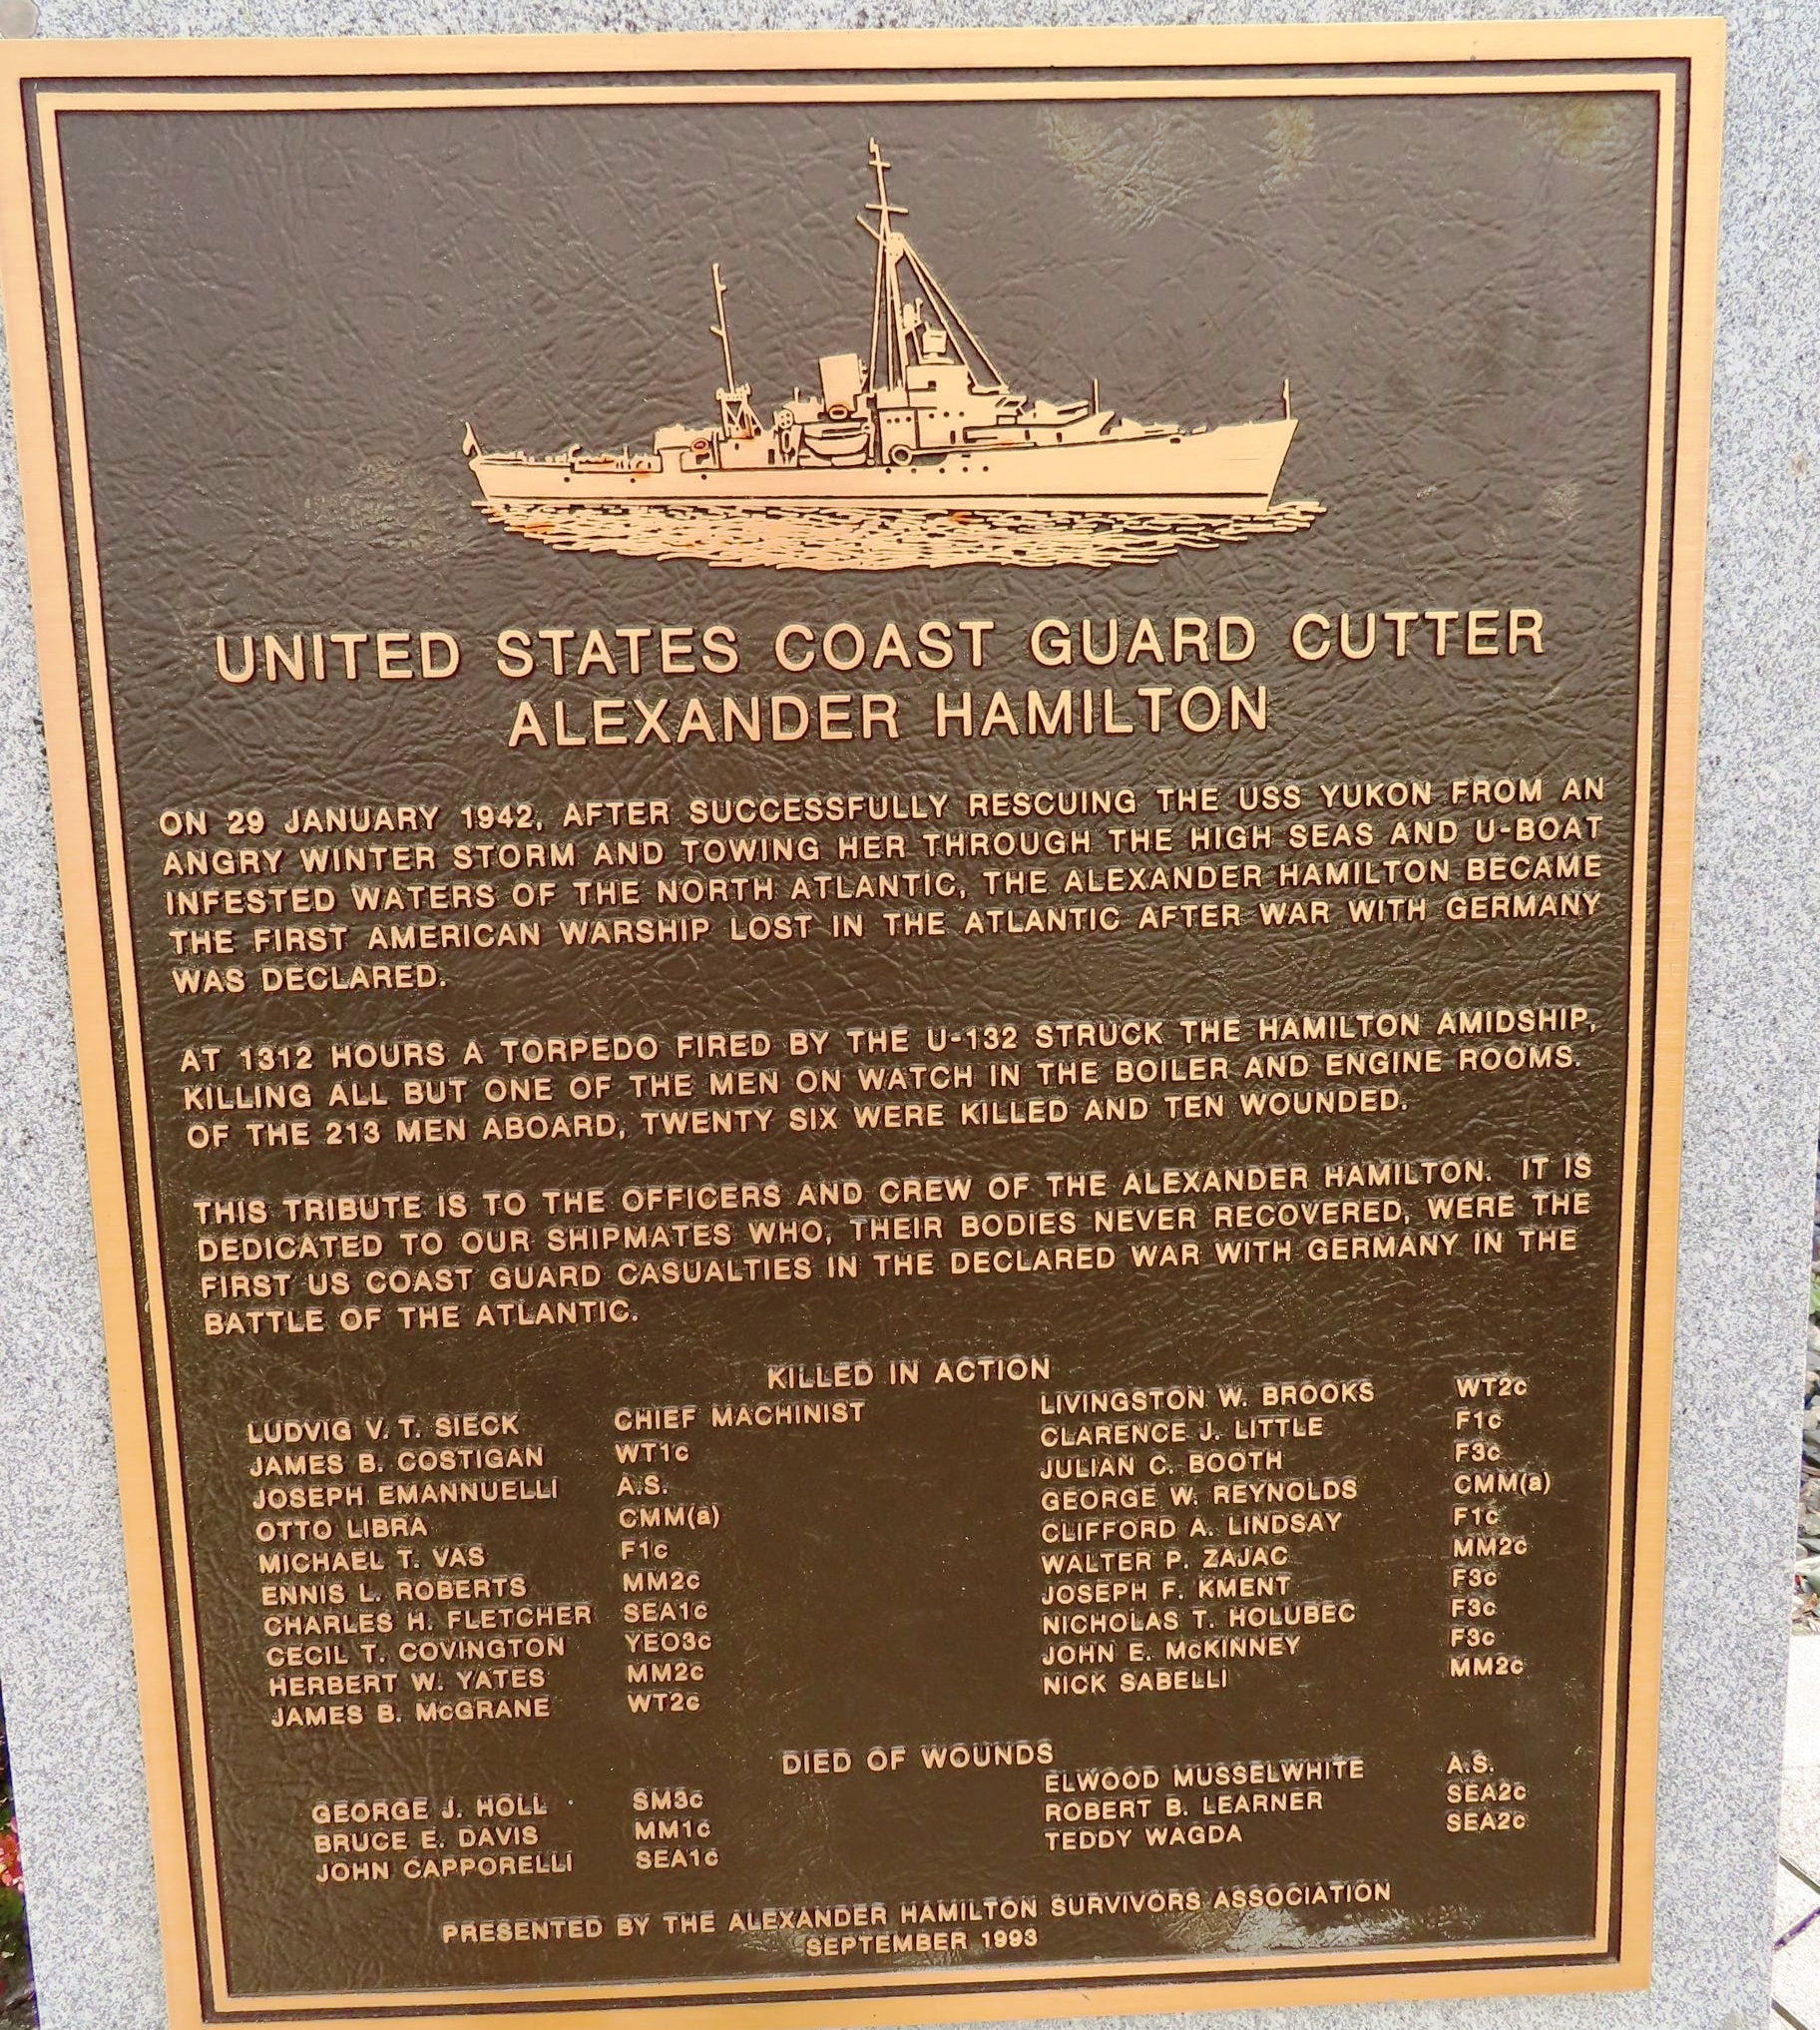 UNITED STATES COAST GUARD CUTTER
ALEXANDER HAMILTON
ON 29 JANUARY 1942, AFTER SUCCESSFULLY RESCUING THE USS YUKON FROM AN
ANGRY WINTER STORM AND TOWING HER THROUGH THE HIGH SEAS AND U-BOAT
INFESTED WATERS OF THE NORTH ATLANTIC, THE ALEXANDER HAMILTON BECAME
THE FIRST AMERICAN WARSHIP LOST IN THE ATLANTIC AFTER WAR WITH GERMANY
WAS DECLARED.
AT 1312 HOURS A TORPEDO FIRED BY THE U-132 STRUCK THE HAMILTON AMIDSHIP,
KILLING ALL BUT ONE OF THE MEN ON WATCH IN THE BOILER AND ENGINE ROOMS.
OF THE 213 MEN ABOARD, TWENTY SIX WERE KILLED AND TEN WOUNDED.
THIS TRIBUTE IS TO THE OFFICERS AND CREW OF THE ALEXANDER HAMILTON. IT IS
DEDICATED TO OUR SHIPMATES WHO, THEIR BODIES NEVER RECOVERED, WERE THE
FIRST US COAST GUARD CASUALTIES IN THE DECLARED WAR WITH GERMANY IN THE
BATTLE OF THE ATLANTIC.
KILLED IN ACTION
LUDVIG V. T. SIECK CHIEF MACHINIST
JAMES B. COSTIGAN WT1c
JOSEPH EMANNUELLI A.S.
OTTO LIBRA CMM(a)
MICHAEL T. VAS F1c
ENNIS L. ROBERTS MM2c
CHARLES H. FLETCHER SEA1c
CECIL T. COVINGTON YEO3c
HERBERT W. YATES MM2c
JAMES B. McGRANE WT2c
LIVINGSTON W. BROOKS WT2c
CLARENCE J. LITTLE F1c
JULIAN C. BOOTH F3c
GEORGE W. REYNOLDS CMM(a)
CLIFFORD A. LINDSAY F1c
WALTER P. ZAJAC MM2c
JOSEPH F. KMENT F3c
NICHOLAS T. HOLUBEC F3c
JOHN E. McKINNEY F3c
NICK SABELLI MM2c
DIED OF WOUNDS
GEORGE J. HOLL SM3c
BRUCE E. DAVIS MM1c
JOHN CAPPORELLI SEA1c
ELWOOD MUSSELWHITE A.S.
ROBERT B. LEARNER SEA2c
TEDDY WAGDA SEA2c
PRESENTED BY THE ALEXANDER HAMILTON SURVIVORS ASSOCIATION
SEPTEMBER 1993